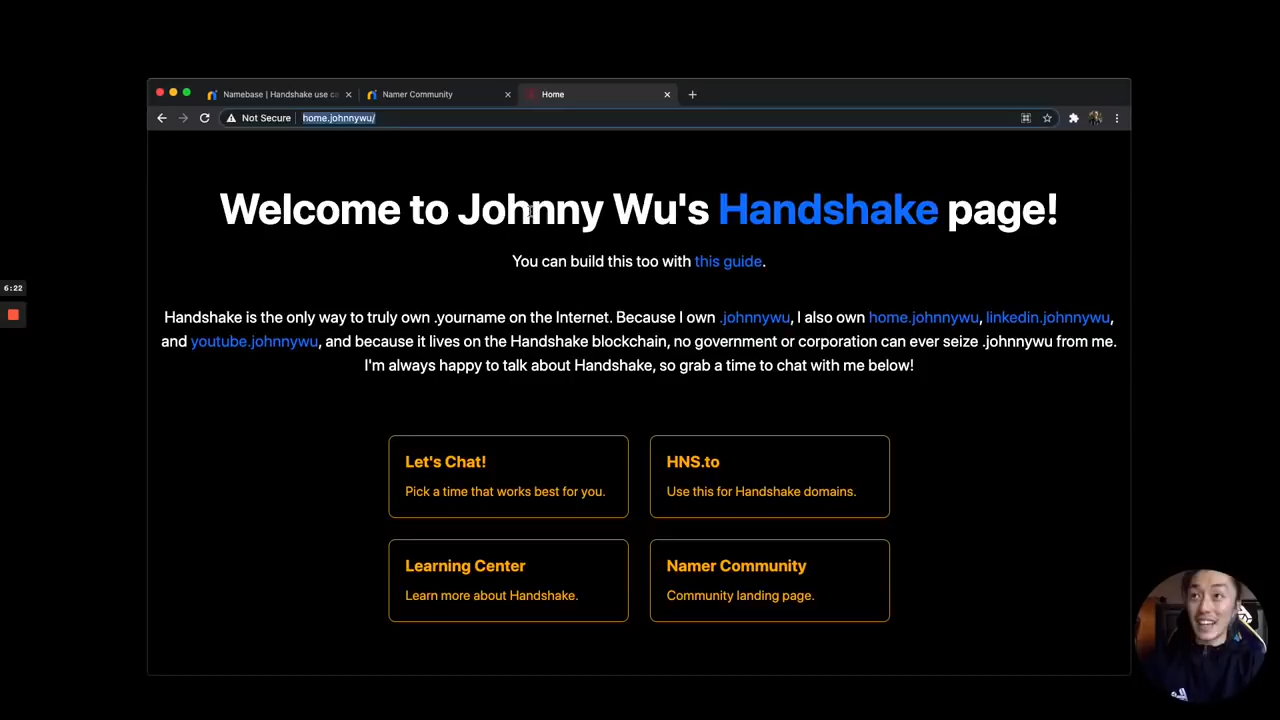 Namebase | Handshake use ca
Namer Community
Home
Not Secure
home.johnnywu/
Welcome to Johnny Wu's Handshake page!
You can build this too with this guide.
6:22
Handshake is the only way to truly own .yourname on the Internet. Because I own .johnnywu, I also own home.johnnywu, linkedin.johnnywu,
and youtube.johnnywu, and because it lives on the Handshake blockchain, no government or corporation can ever seize .johnnywu from me.
I'm always happy to talk about Handshake, so grab a time to chat with me below!
Let's Chat!
Pick a time that works best for you.
HNS.to
Use this for Handshake domains.
Learning Center
Learn more about Handshake.
Namer Community
Community landing page.